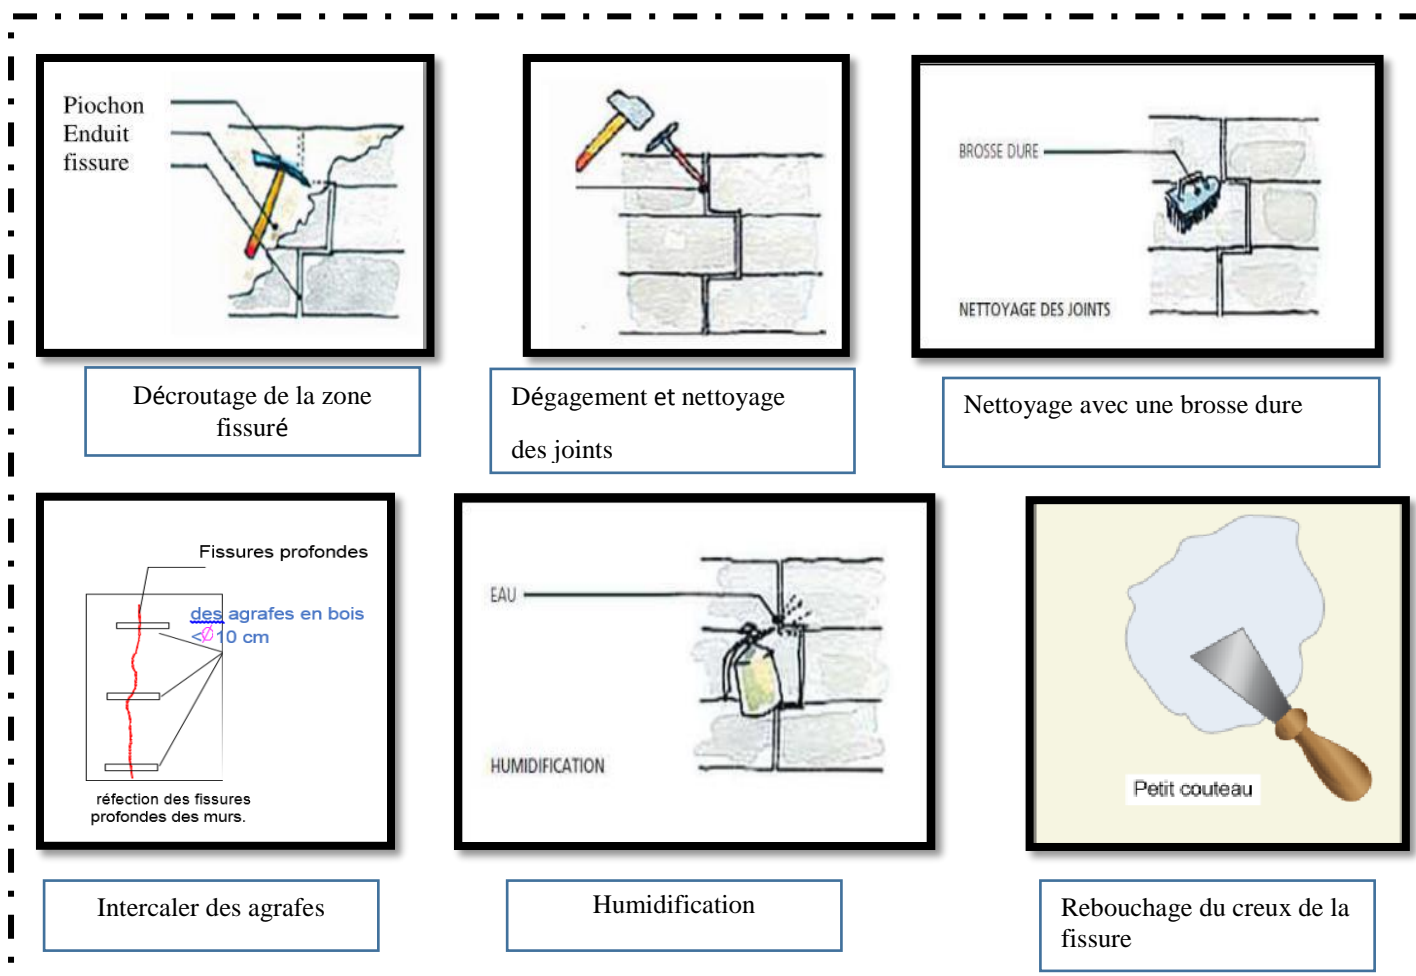 Piochon
Enduit
fissure
Décroutage de la zone
fissuré
Dégagement et nettoyage
des joints
BROSSE DURE
NETTOYAGE DES JOINTS
Nettoyage avec une brosse dure
Fissures profondes
des agrafes en bois
<Ø 10 cm
réfection des fissures
profondes des murs.
Intercaler des agrafes
EAU
HUMIDIFICATION
Humidification
Petit couteau
Rebouchage du creux de la
fissure